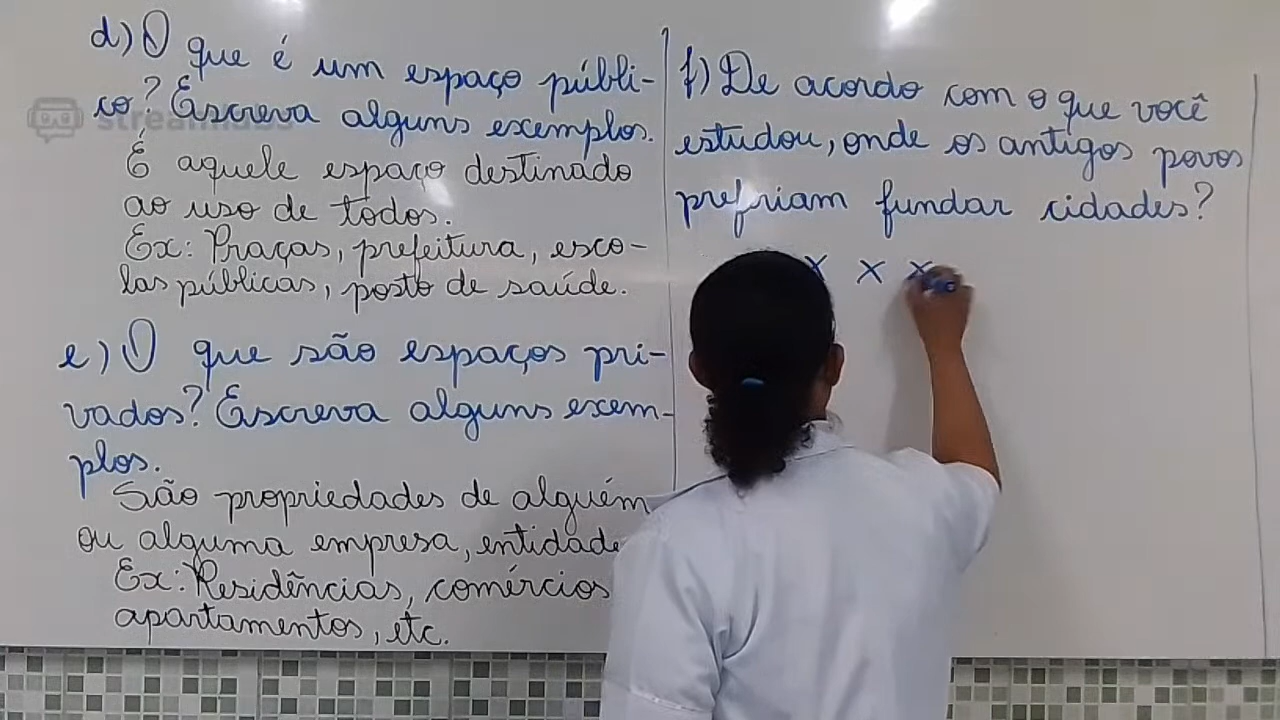 d) O que é um espaço públi-
co? Escreva alguns exemplos.
É aquele espaço destinado
ao uso de todos.
Ex: Praças, prefeitura, esco-
las públicas, posto de saúde.
e) O que são espaços pri-
vados? Escreva alguns exem-
plos.
São propriedades de alguém
ou alguma empresa, entidade
Ex: Residências, comércios
apartamentos, etc.
f) De acordo com o que você
estudou, onde os antigos povos
prefiriam fundar cidades?
x x x
streamlabs